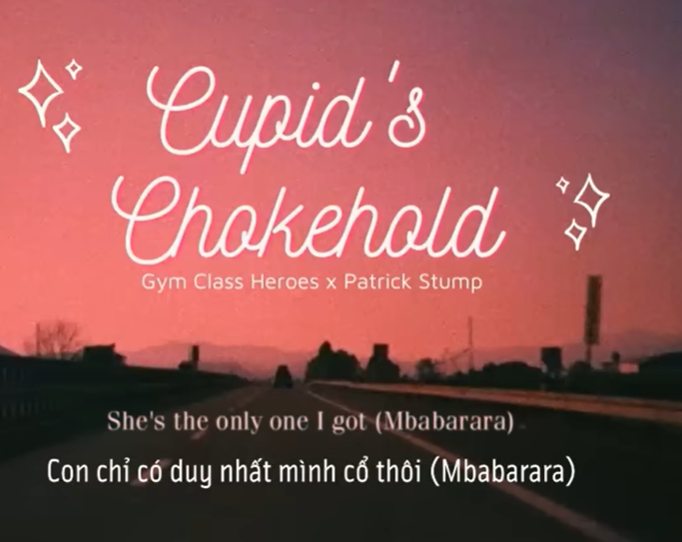 Cupid's
Chokehold
Gym Class Heroes x Patrick Stump
She's the only one I got (Mbabarara)
Con chỉ có duy nhất mình cổ thôi (Mbabarara)